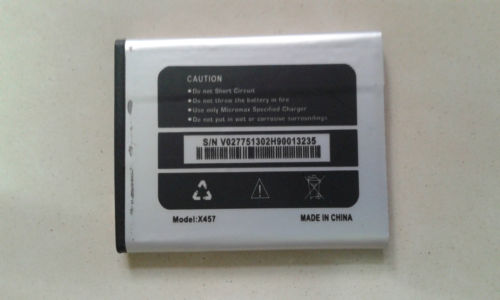 CAUTION
Do not Short Circuit
Do not throw the battery in fire
Use only Micromax Specified Charger
Do not put in wet or corrosive surroundings
S/N V027751302H90013235
Model:X457
MADE IN CHINA